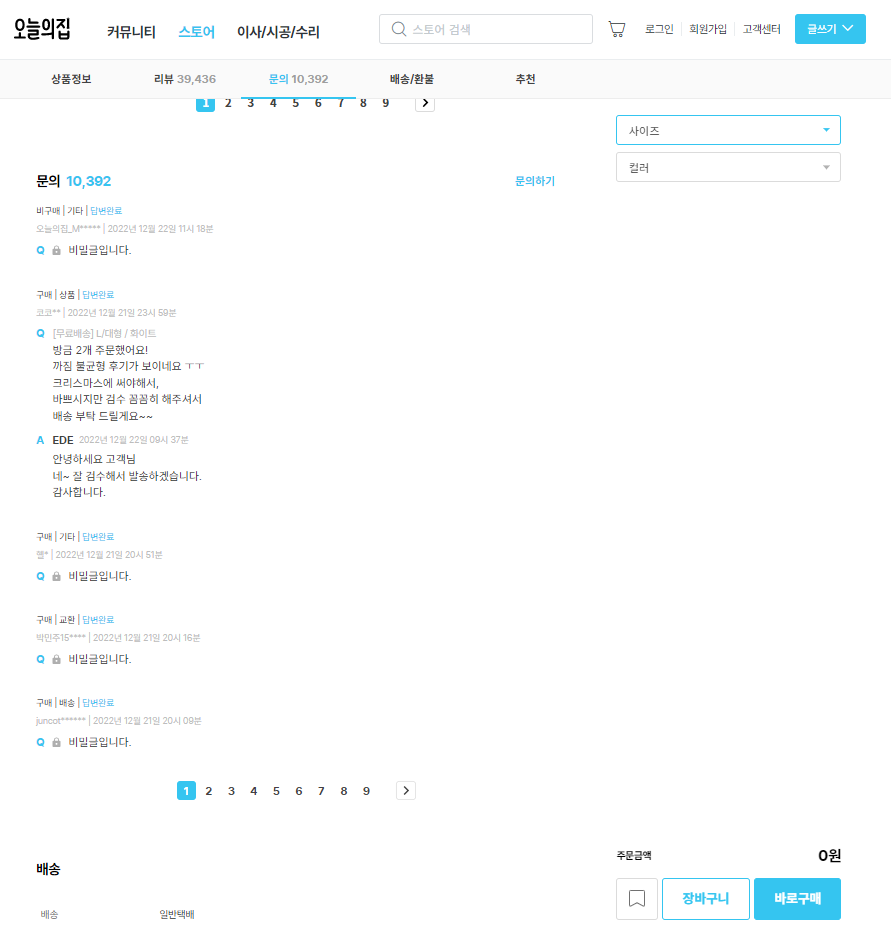 오늘의집 커뮤니티 스토어 이사/시공/수리 스토어 검색 로그인 회원가입 고객센터 글쓰기
상품정보 리뷰 39,436 문의 10,392 배송/환불 추천
1 2 3 4 5 6 7 8 9
사이즈
컬러
문의 10,392 문의하기
비구매 | 기타 | 답변완료
오늘의집_M***** | 2022년 12월 22일 11시 18분
Q 비밀글입니다.
구매 | 상품 | 답변완료
코코** | 2022년 12월 21일 23시 59분
Q [무료배송] L/대형 / 화이트
방금 2개 주문했어요!
까짐 불균형 후기가 보이네요 ㅜㅜ
크리스마스에 써야해서,
바쁘시지만 검수 꼼꼼히 해주셔서
배송 부탁 드릴게요~~
A EDE 2022년 12월 22일 09시 37분
안녕하세요 고객님
네~ 잘 검수해서 발송하겠습니다.
감사합니다.
구매 | 기타 | 답변완료
헬* | 2022년 12월 21일 20시 51분
Q 비밀글입니다.
구매 | 교환 | 답변완료
박민주15**** | 2022년 12월 21일 20시 16분
Q 비밀글입니다.
구매 | 배송 | 답변완료
juncot****** | 2022년 12월 21일 20시 09분
Q 비밀글입니다.
1 2 3 4 5 6 7 8 9
주문금액 0원
배송
장바구니 바로구매
배송 일반택배